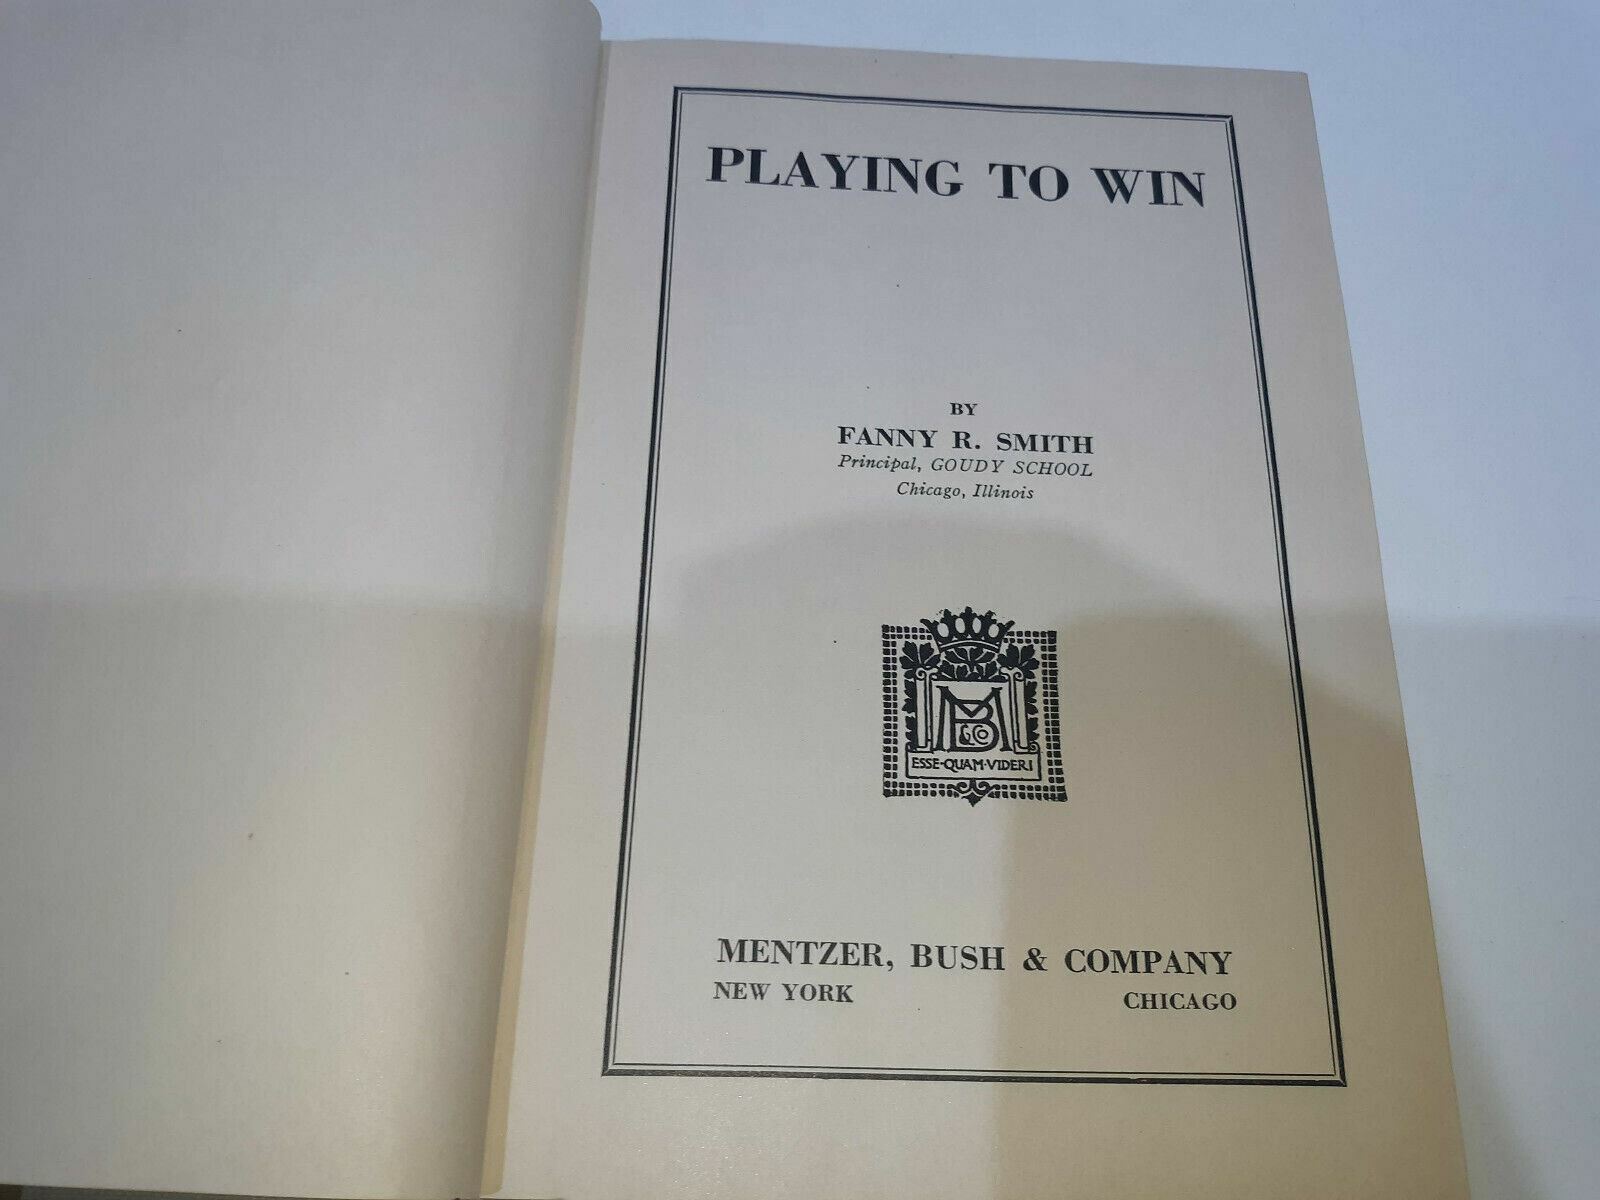 PLAYING TO WIN
BY
FANNY R. SMITH
Principal, GOUDY SCHOOL
Chicago, Illinois
MB
&CO
ESSE·QUAM·VIDERI
MENTZER, BUSH & COMPANY
NEW YORK CHICAGO